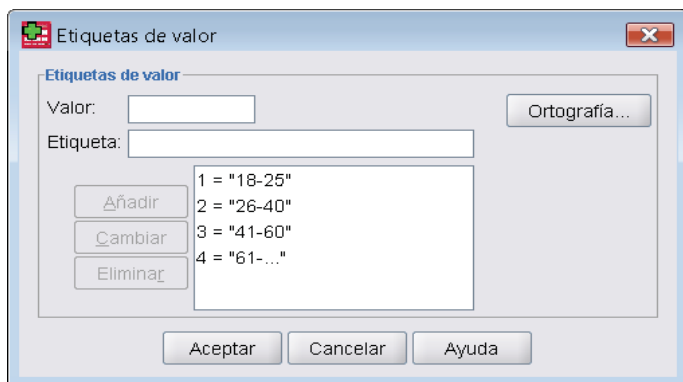 Etiquetas de valor
Etiquetas de valor
Valor:
Ortografía...
Etiqueta:
Añadir
Cambiar
Eliminar
1 = "18-25"
2 = "26-40"
3 = "41-60"
4 = "61-..."
Aceptar
Cancelar
Ayuda